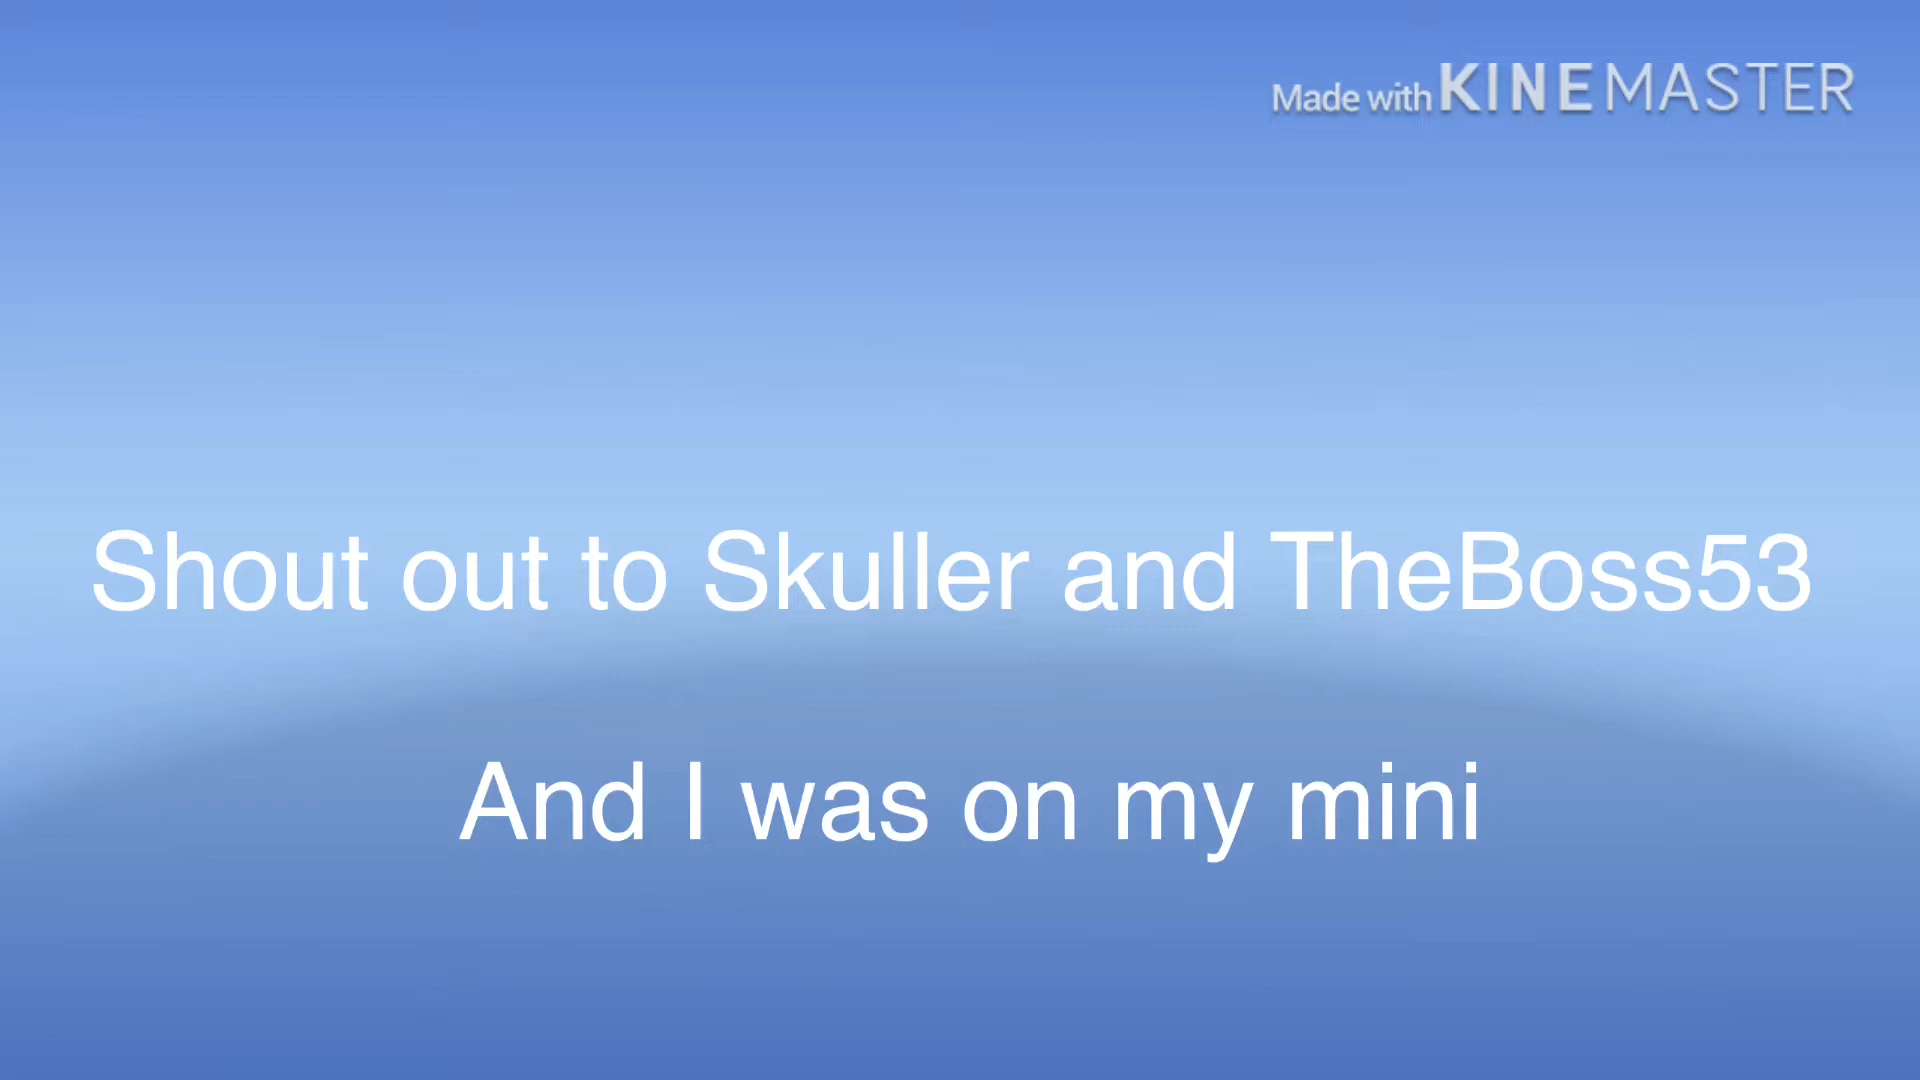 Made with KINEMASTER
Shout out to Skuller and TheBoss53
And I was on my mini